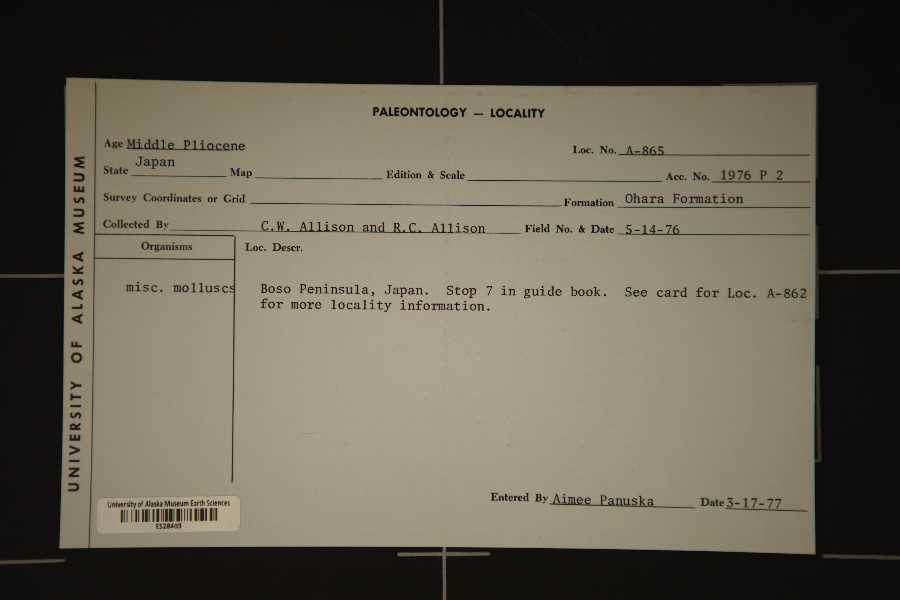 PALEONTOLOGY — LOCALITY
Age Middle Pliocene Loc. No. A-865
State Japan Map Edition & Scale Acc. No. 1976 P 2
Survey Coordinates or Grid Formation Ohara Formation
Collected By C.W. Allison and R.C. Allison Field No. & Date 5-14-76
Organisms Loc. Descr.
misc. molluscs Boso Peninsula, Japan. Stop 7 in guide book. See card for Loc. A-862
for more locality information.
Entered By Aimee Panuska Date 3-17-77
UNIVERSITY OF ALASKA MUSEUM
University of Alaska Museum Earth Sciences